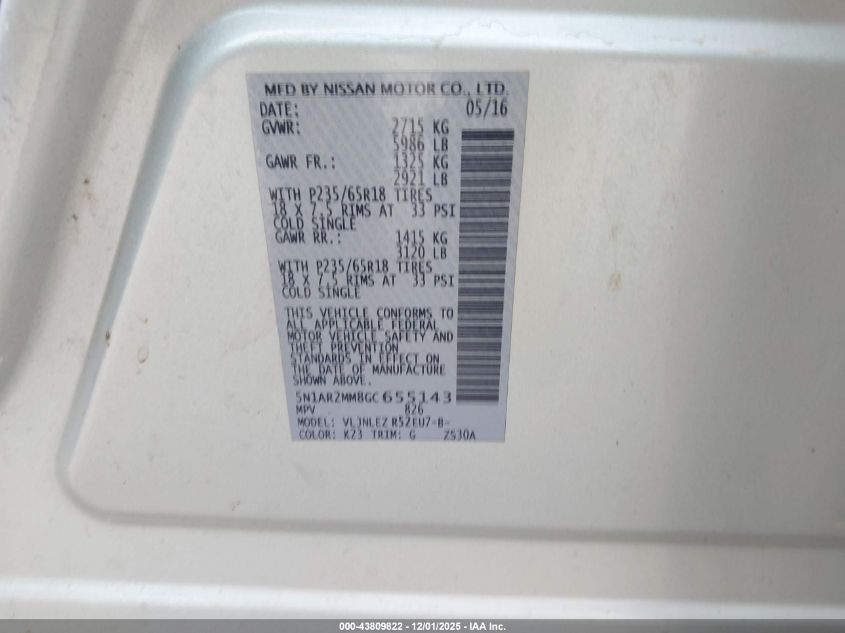 MFD BY NISSAN MOTOR CO., LTD.
DATE: 05/16
GVWR: 2715 KG
5986 LB
GAWR FR.: 1325 KG
2921 LB
WITH P235/65R18 TIRES
18 X 7.5 RIMS AT 33 PSI
COLD SINGLE
GAWR RR.: 1415 KG
3120 LB
WITH P235/65R18 TIRES
18 X 7.5 RIMS AT 33 PSI
COLD SINGLE
THIS VEHICLE CONFORMS TO
ALL APPLICABLE FEDERAL
MOTOR VEHICLE SAFETY AND
THEFT PREVENTION
STANDARDS IN EFFECT ON
THE DATE OF MANUFACTURE
SHOWN ABOVE.
5N1AR2MM8GC655143
MPV 826
MODEL: VLJNLEZ R52EU7-B-
COLOR: K23 TRIM: G Z530A
000-43809822 - 12/01/2025 - IAA Inc.